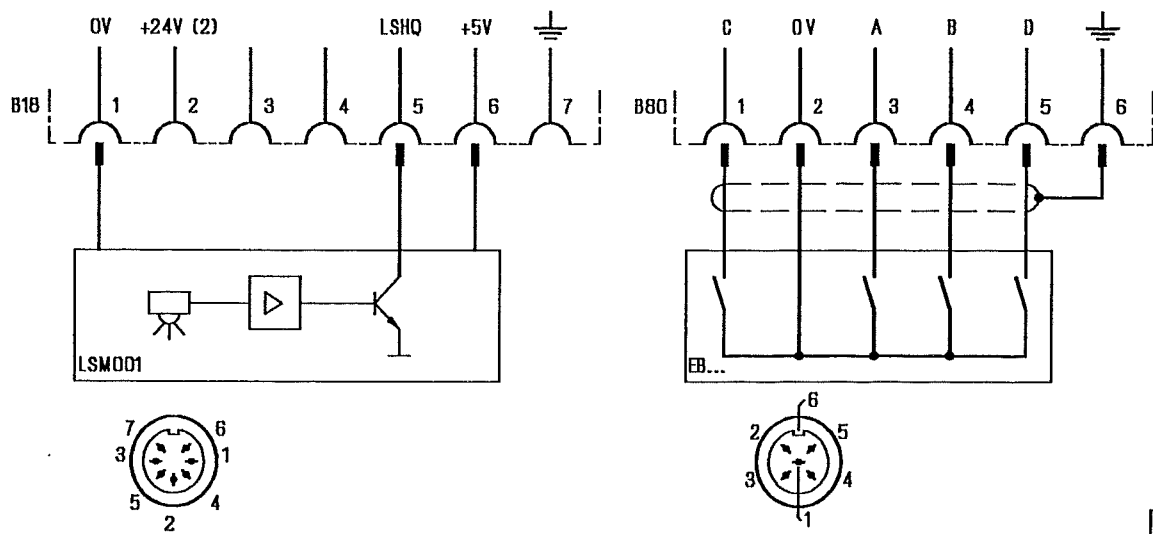 0V +24V (2) LSHQ +5V
B18 1 2 3 4 5 6 7
LSM001
7 6
3 1
5 4
2
C 0V A B D
B80 1 2 3 4 5 6
EB...
6
2 5
3 4
1